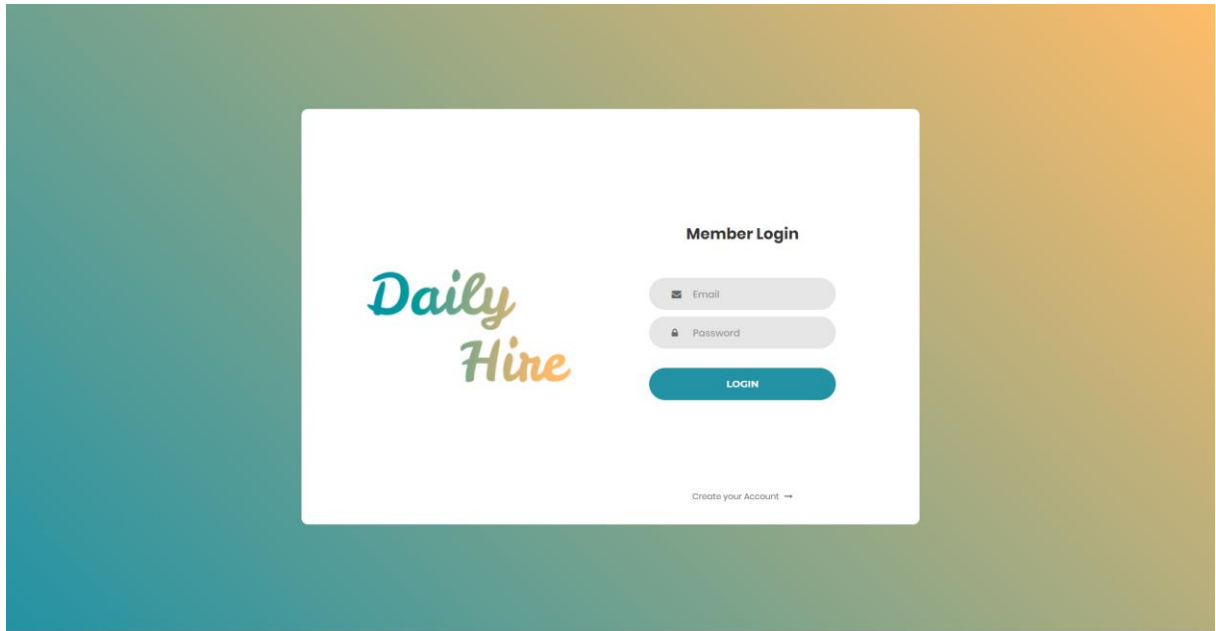 Daily
Hire
Member Login
Email
Password
LOGIN
Create your Account →